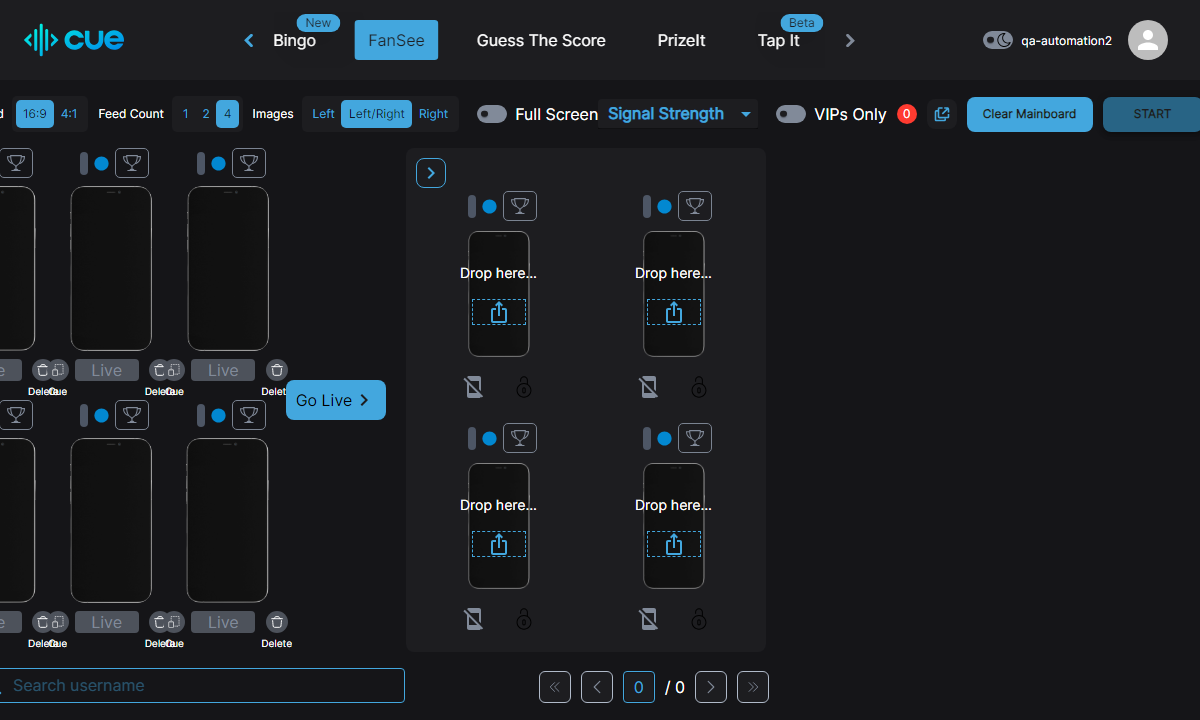 cue
New
Beta
Bingo
FanSee
Guess The Score
PrizeIt
Tap It
qa-automation2
d
16:9
4:1
Feed Count
1
2
4
Images
Left
Left/Right
Right
Full Screen
Signal Strength
VIPs Only
0
Clear Mainboard
START
Drop here...
Drop here...
e
Live
Live
Delete
Cue
Delete
Cue
Delete
Go Live
Drop here...
Drop here...
e
Live
Live
Delete
Cue
Delete
Cue
Delete
Search username
0
/ 0